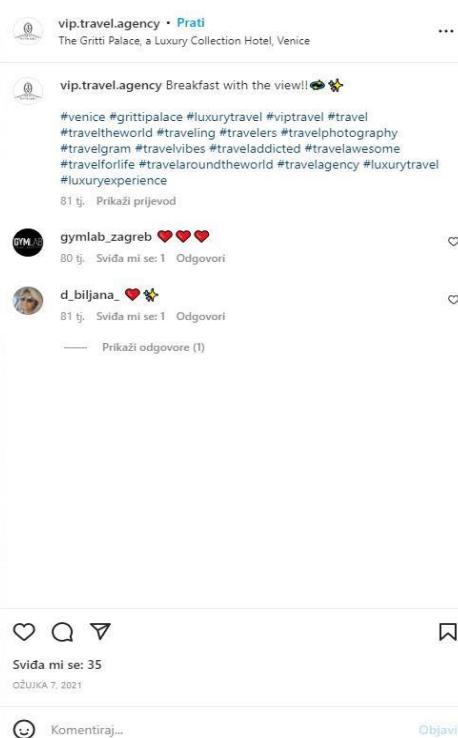 vip.travel.agency • Prati
The Gritti Palace, a Luxury Collection Hotel, Venice
vip.travel.agency Breakfast with the view!!
#venice #grittipalace #luxurytravel #viptravel #travel
#traveltheworld #traveling #travelers #travelphotography
#travelgram #travelvibes #traveladdicted #travelawesome
#travelforlife #travelaroundtheworld #travelagency #luxurytravel
#luxuryexperience
81 tj. Prikaži prijevod
GYMLAB
gymlab_zagreb ❤️❤️❤️
80 tj. Sviđa mi se: 1 Odgovori
d_biljana_ ❤️✨
81 tj. Sviđa mi se: 1 Odgovori
Prikaži odgovore (1)
Sviđa mi se: 35
OŽUJKA 7, 2021
Komentiraj...
Objavi